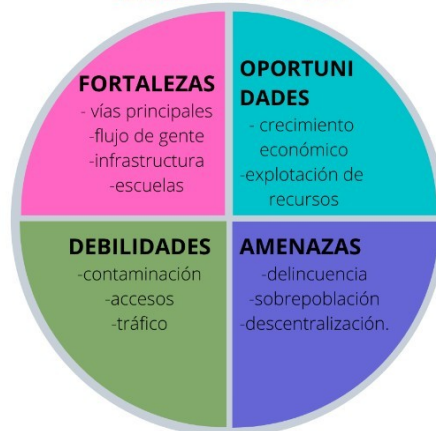 FORTALEZAS
- vías principales
-flujo de gente
-infrastructura
-escuelas
OPORTUNI
DADES
- crecimiento
económico
-explotación de
recursos
DEBILIDADES
-contaminación
-accesos
-tráfico
AMENAZAS
-delincuencia
-sobrepoblación
-descentralización.